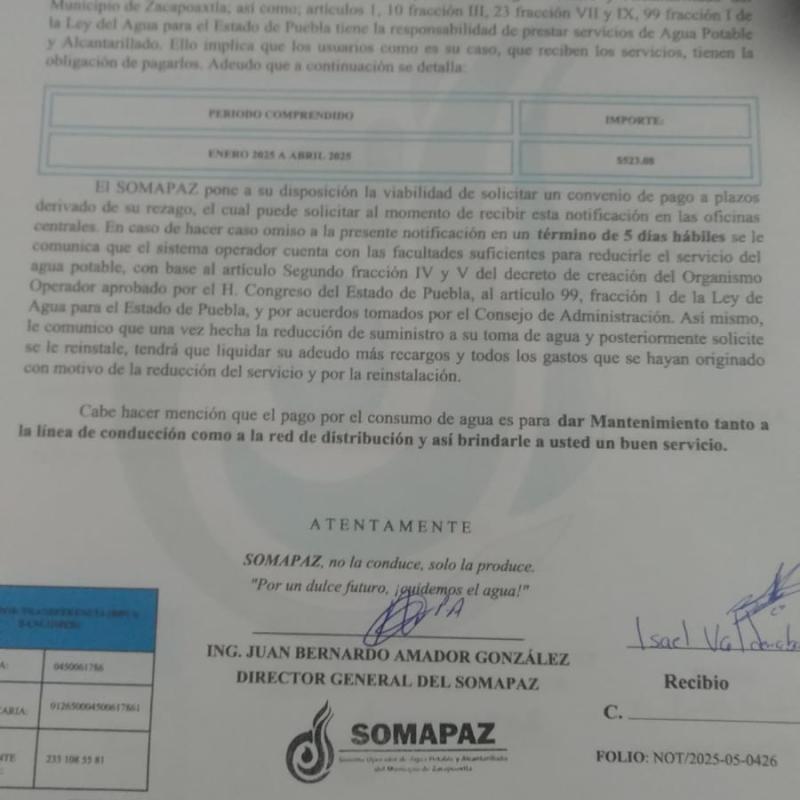 Municipio de Zacapoaxtla; así como; artículos 1, 10 fracción III, 23 fracción VII y IX, 99 fracción I de
la Ley del Agua para el Estado de Puebla tiene la responsabilidad de prestar servicios de Agua Potable
y Alcantarillado. Ello implica que los usuarios como es su caso, que reciben los servicios, tienen la
obligación de pagarlos. Adeudo que a continuación se detalla:
PERIODO COMPRENDIDO
IMPORTE:
ENERO 2025 A ABRIL 2025
$523.08
El SOMAPAZ pone a su disposición la viabilidad de solicitar un convenio de pago a plazos
derivado de su rezago, el cual puede solicitar al momento de recibir esta notificación en las oficinas
centrales. En caso de hacer caso omiso a la presente notificación en un término de 5 días hábiles se le
comunica que el sistema operador cuenta con las facultades suficientes para reducirle el servicio del
agua potable, con base al artículo Segundo fracción IV y V del decreto de creación del Organismo
Operador aprobado por el H. Congreso del Estado de Puebla, al artículo 99, fracción 1 de la Ley de
Agua para el Estado de Puebla, y por acuerdos tomados por el Consejo de Administración. Así mismo,
le comunico que una vez hecha la reducción de suministro a su toma de agua y posteriormente solicite
se le reinstale, tendrá que liquidar su adeudo más recargos y todos los gastos que se hayan originado
con motivo de la reducción del servicio y por la reinstalación.
Cabe hacer mención que el pago por el consumo de agua es para dar Mantenimiento tanto a
la línea de conducción como a la red de distribución y así brindarle a usted un buen servicio.
ATENTAMENTE
SOMAPAZ, no la conduce, solo la produce.
"Por un dulce futuro, ¡cuidemos el agua!"
PA
ING. JUAN BERNARDO AMADOR GONZÁLEZ
DIRECTOR GENERAL DEL SOMAPAZ
SOMAPAZ
Sistema Operador de Agua Potable y Alcantarillado
del Municipio de Zacapoaxtla
TRANSFERENCIA
A:
0450061786
CARIA:
012650004500617861
NTE
233 108 55 81
Isael
Recibio
C.
FOLIO: NOT/2025-05-0426